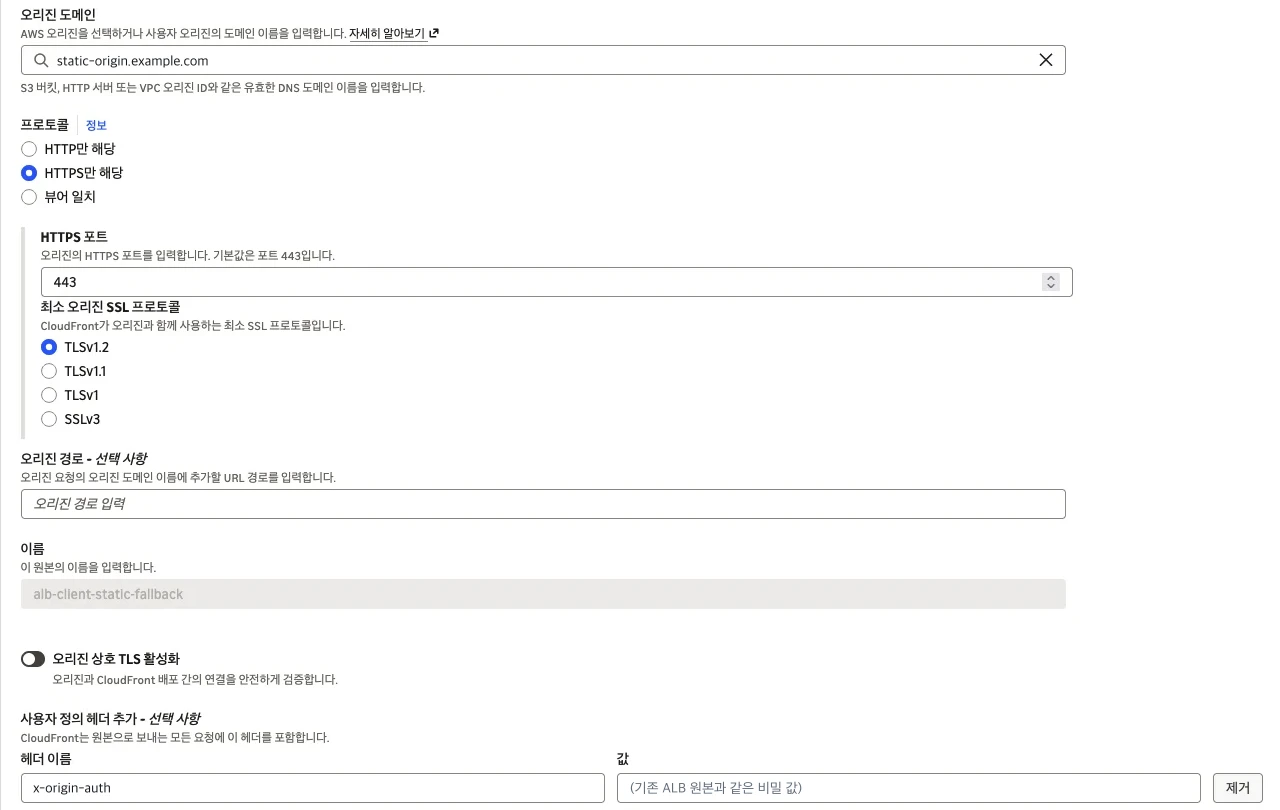 오리진 도메인
AWS 오리진을 선택하거나 사용자 오리진의 도메인 이름을 입력합니다. 자세히 알아보기
static-origin.example.com
S3 버킷, HTTP 서버 또는 VPC 오리진 ID와 같은 유효한 DNS 도메인 이름을 입력합니다.
프로토콜 정보
HTTP만 해당
HTTPS만 해당
뷰어 일치
HTTPS 포트
오리진의 HTTPS 포트를 입력합니다. 기본값은 포트 443입니다.
443
최소 오리진 SSL 프로토콜
CloudFront가 오리진과 함께 사용하는 최소 SSL 프로토콜입니다.
TLSv1.2
TLSv1.1
TLSv1
SSLv3
오리진 경로 - 선택 사항
오리진 요청의 오리진 도메인 이름에 추가할 URL 경로를 입력합니다.
오리진 경로 입력
이름
이 원본의 이름을 입력합니다.
alb-client-static-fallback
오리진 상호 TLS 활성화
오리진과 CloudFront 배포 간의 연결을 안전하게 검증합니다.
사용자 정의 헤더 추가 - 선택 사항
CloudFront는 원본으로 보내는 모든 요청에 이 헤더를 포함합니다.
헤더 이름 값
x-origin-auth (기존 ALB 원본과 같은 비밀 값) 제거